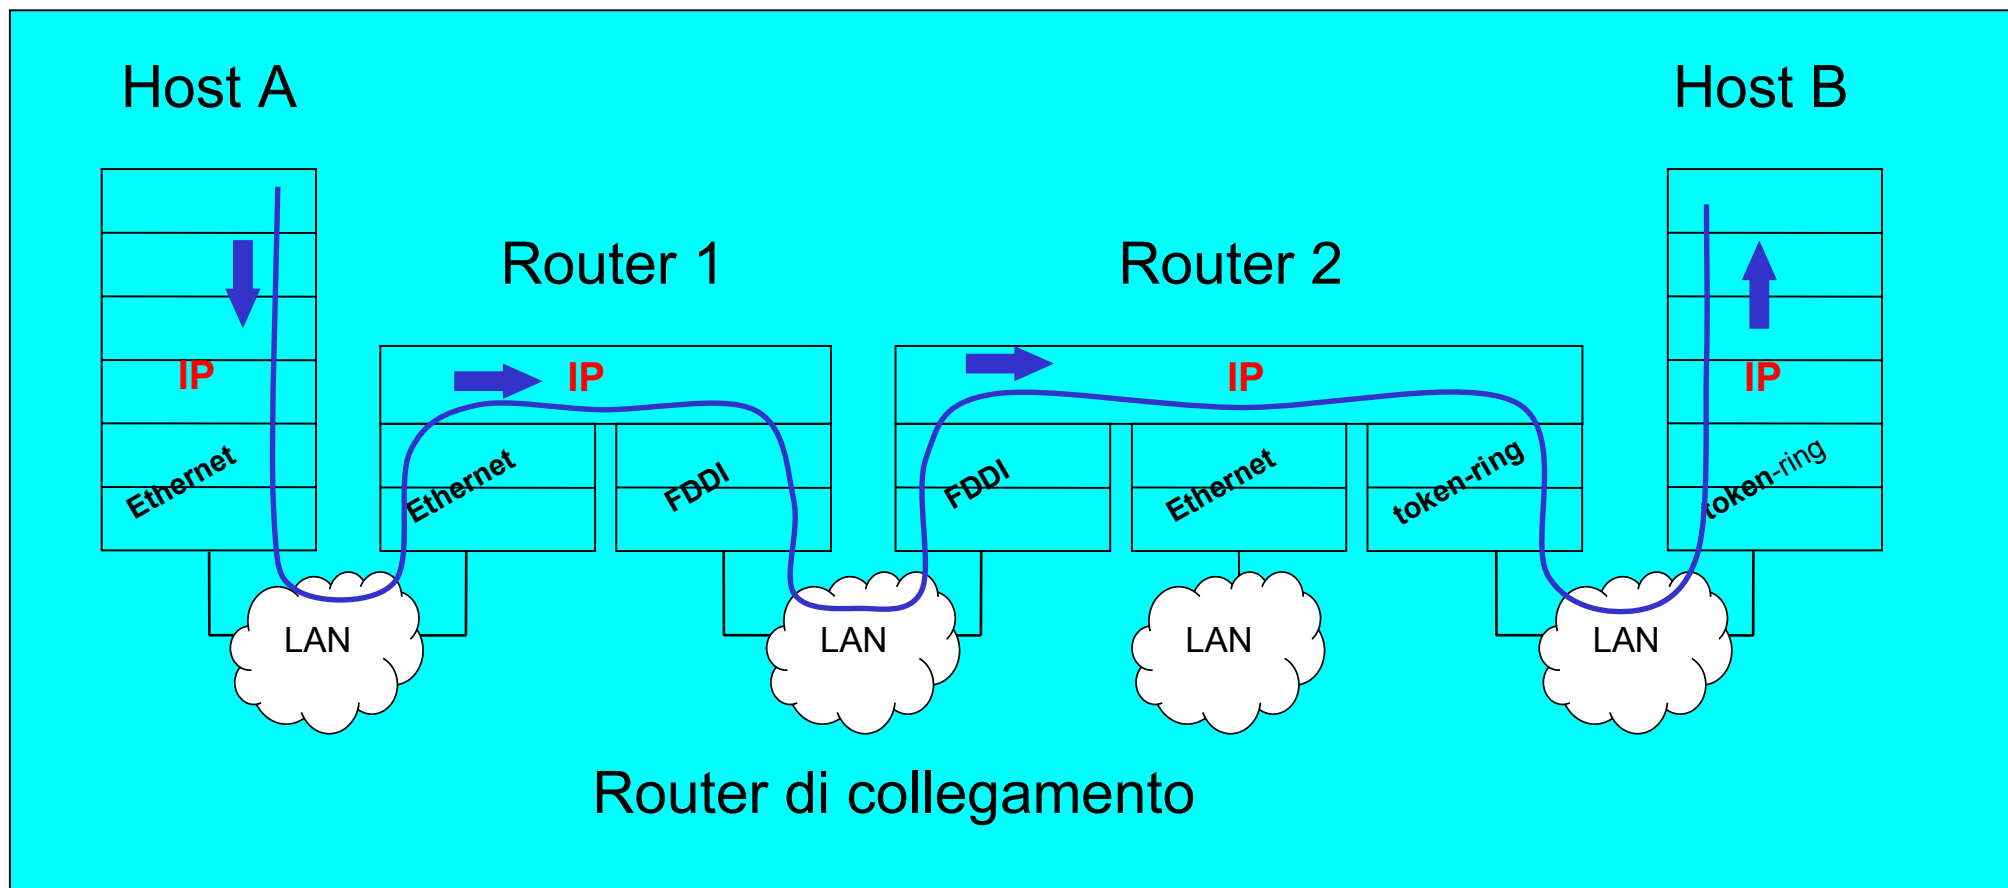 Host A
Host B
Router 1
Router 2
IP
IP
IP
IP
Ethernet
Ethernet
FDDI
FDDI
Ethernet
token-ring
token-ring
LAN
LAN
LAN
LAN
Router di collegamento